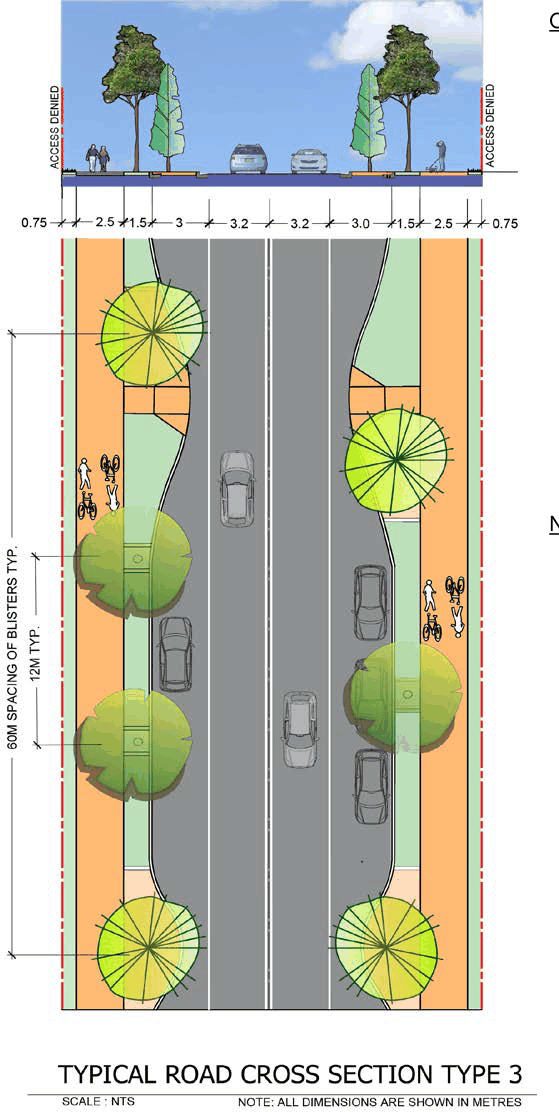 ACCESS DENIED
ACCESS DENIED
0.75 2.5 1.5 3 3.2 3.2 3.0 1.5 2.5 0.75
60M SPACING OF BLISTERS TYP.
12M TYP.
TYPICAL ROAD CROSS SECTION TYPE 3
SCALE : NTS NOTE: ALL DIMENSIONS ARE SHOWN IN METRES